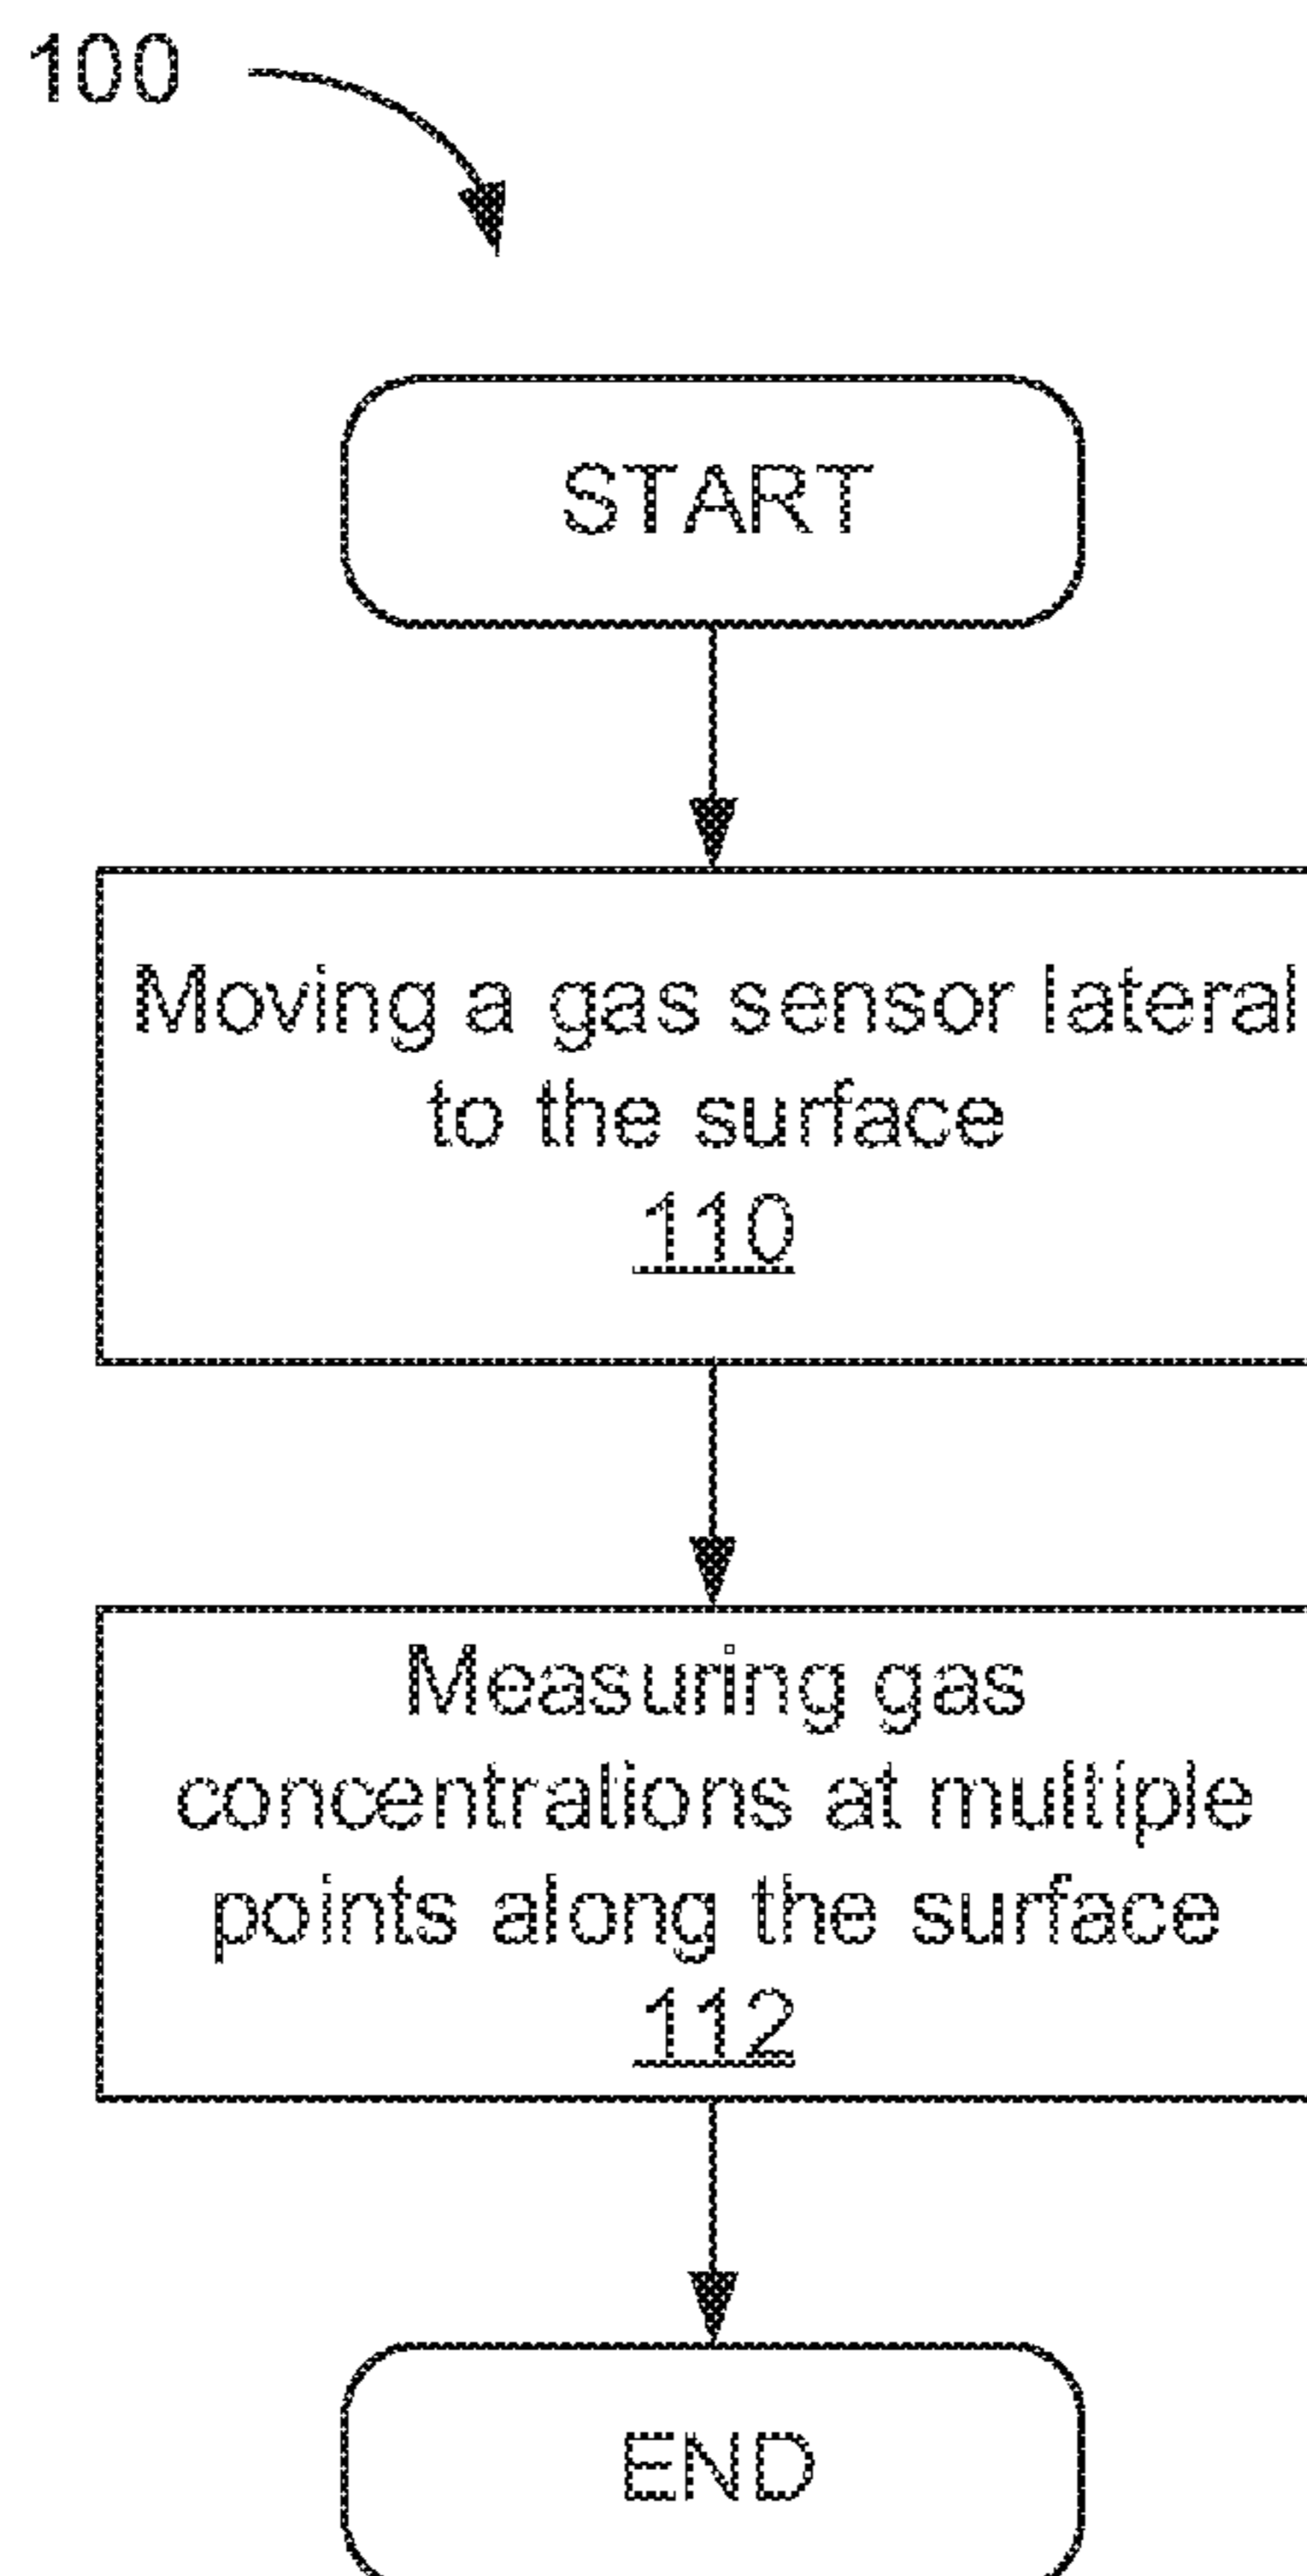 100
START
Moving a gas sensor lateral
to the surface
110
Measuring gas
concentrations at multiple
points along the surface
112
END